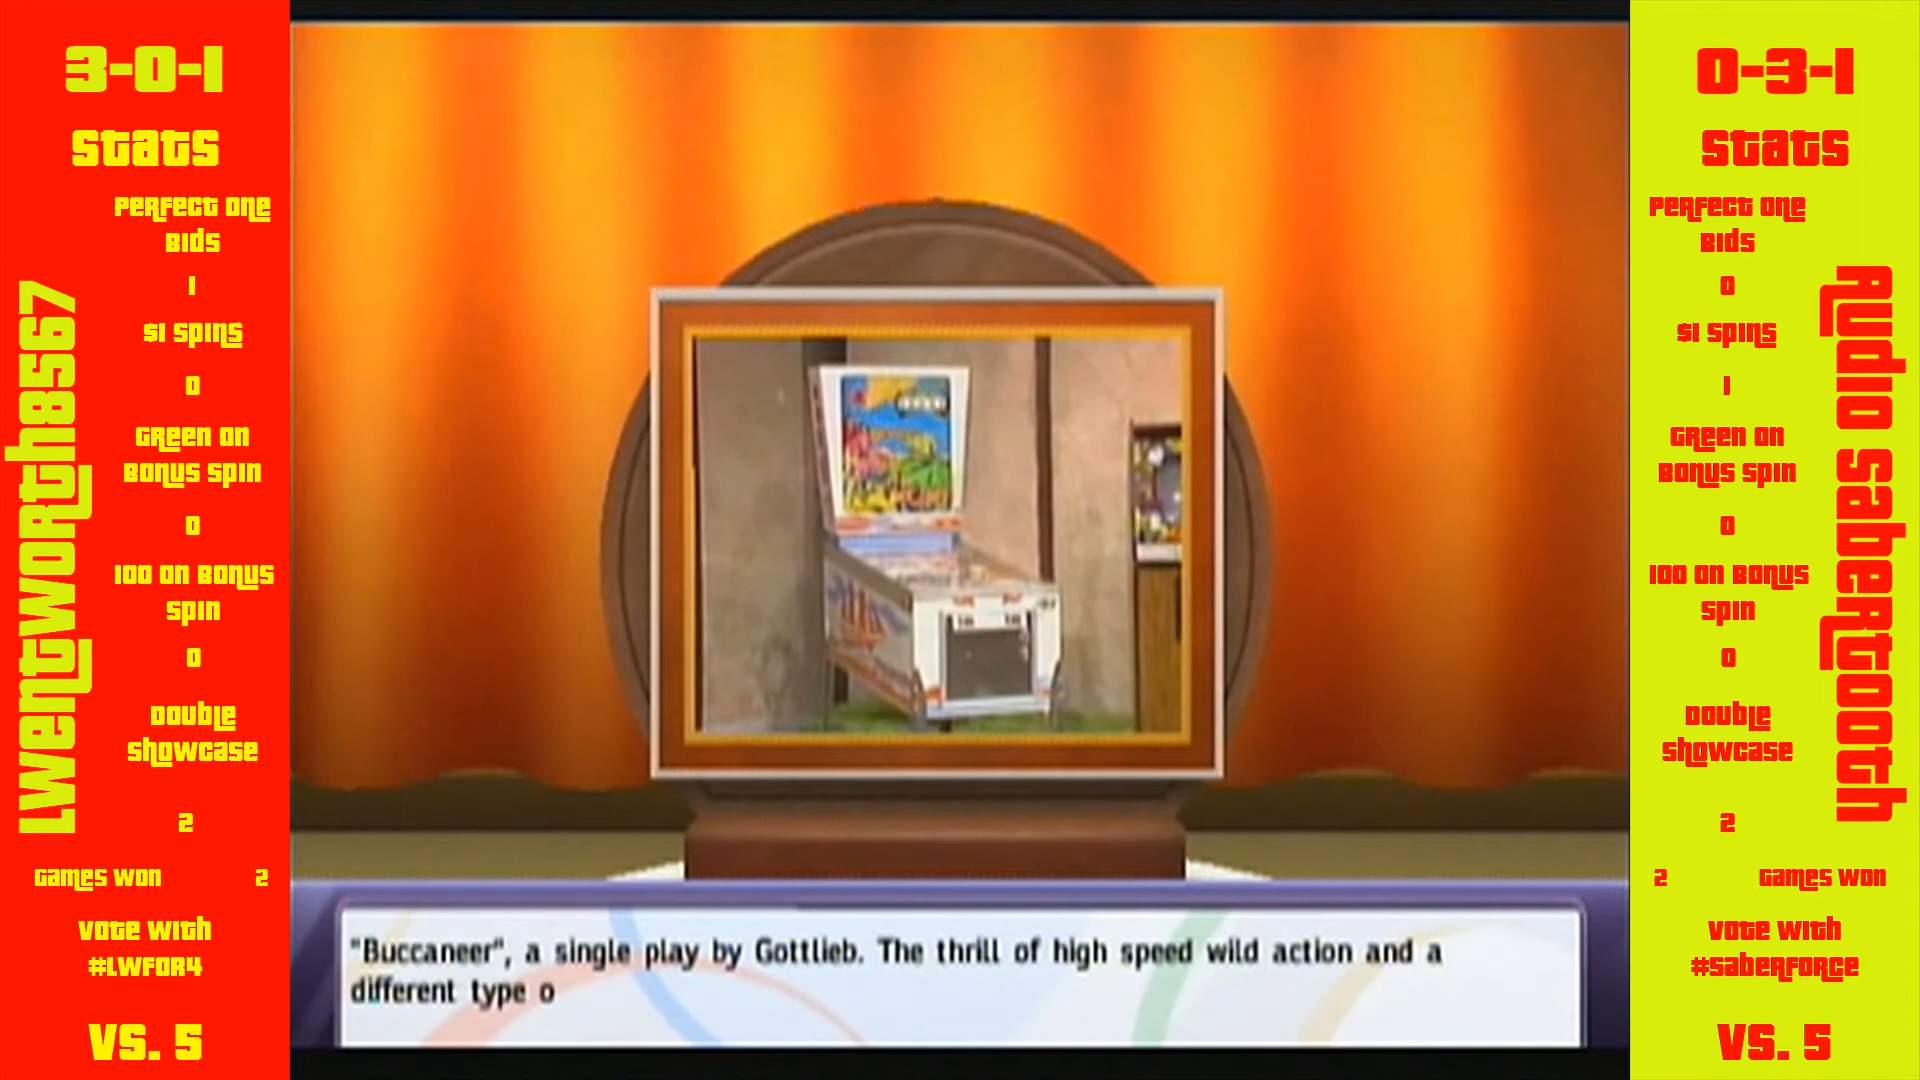 3-0-1
Stats
Perfect One
Bids
1
$1 Spins
0
Green on
Bonus Spin
0
100 on Bonus
Spin
0
Double
Showcase
2
Games Won 2
Vote with
#LWFOR4
VS. 5
LWentworth8567
"Buccaneer", a single play by Gottlieb. The thrill of high speed wild action and a
different type o
0-3-1
Stats
Perfect One
Bids
0
$1 Spins
1
Green on
Bonus Spin
0
100 on Bonus
Spin
0
Double
Showcase
2
2 Games Won
Vote with
#SaberForce
VS. 5
Audio Sabertooth